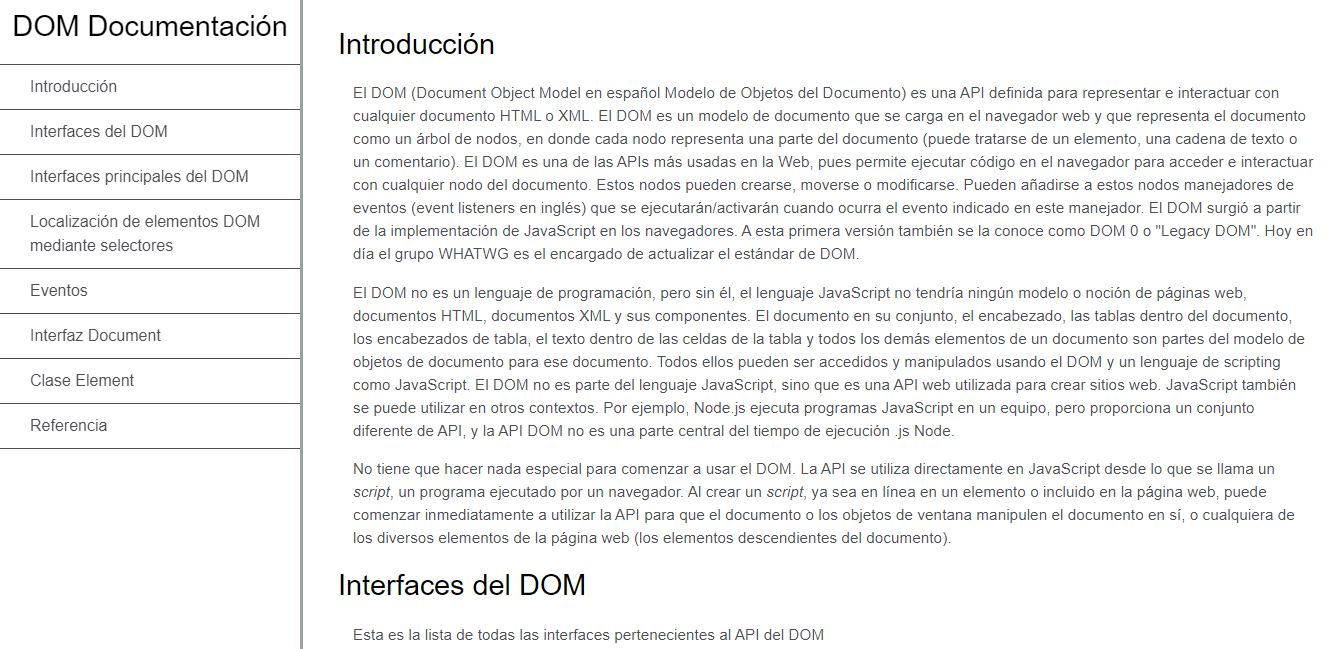 DOM Documentación
Introducción
Interfaces del DOM
Interfaces principales del DOM
Localización de elementos DOM
mediante selectores
Eventos
Interfaz Document
Clase Element
Referencia
Introducción
El DOM (Document Object Model en español Modelo de Objetos del Documento) es una API definida para representar e interactuar con
cualquier documento HTML o XML. El DOM es un modelo de documento que se carga en el navegador web y que representa el documento
como un árbol de nodos, en donde cada nodo representa una parte del documento (puede tratarse de un elemento, una cadena de texto o
un comentario). El DOM es una de las APIs más usadas en la Web, pues permite ejecutar código en el navegador para acceder e interactuar
con cualquier nodo del documento. Estos nodos pueden crearse, moverse o modificarse. Pueden añadirse a estos nodos manejadores de
eventos (event listeners en inglés) que se ejecutarán/activarán cuando ocurra el evento indicado en este manejador. El DOM surgió a partir
de la implementación de JavaScript en los navegadores. A esta primera versión también se la conoce como DOM 0 o "Legacy DOM". Hoy en
día el grupo WHATWG es el encargado de actualizar el estándar de DOM.
El DOM no es un lenguaje de programación, pero sin él, el lenguaje JavaScript no tendría ningún modelo o noción de páginas web,
documentos HTML, documentos XML y sus componentes. El documento en su conjunto, el encabezado, las tablas dentro del documento,
los encabezados de tabla, el texto dentro de las celdas de la tabla y todos los demás elementos de un documento son partes del modelo de
objetos de documento para ese documento. Todos ellos pueden ser accedidos y manipulados usando el DOM y un lenguaje de scripting
como JavaScript. El DOM no es parte del lenguaje JavaScript, sino que es una API web utilizada para crear sitios web. JavaScript también
se puede utilizar en otros contextos. Por ejemplo, Node.js ejecuta programas JavaScript en un equipo, pero proporciona un conjunto
diferente de API, y la API DOM no es una parte central del tiempo de ejecución .js Node.
No tiene que hacer nada especial para comenzar a usar el DOM. La API se utiliza directamente en JavaScript desde lo que se llama un
script, un programa ejecutado por un navegador. Al crear un script, ya sea en línea en un elemento o incluido en la página web, puede
comenzar inmediatamente a utilizar la API para que el documento o los objetos de ventana manipulen el documento en sí, o cualquiera de
los diversos elementos de la página web (los elementos descendientes del documento).
Interfaces del DOM
Esta es la lista de todas las interfaces pertenecientes al API del DOM